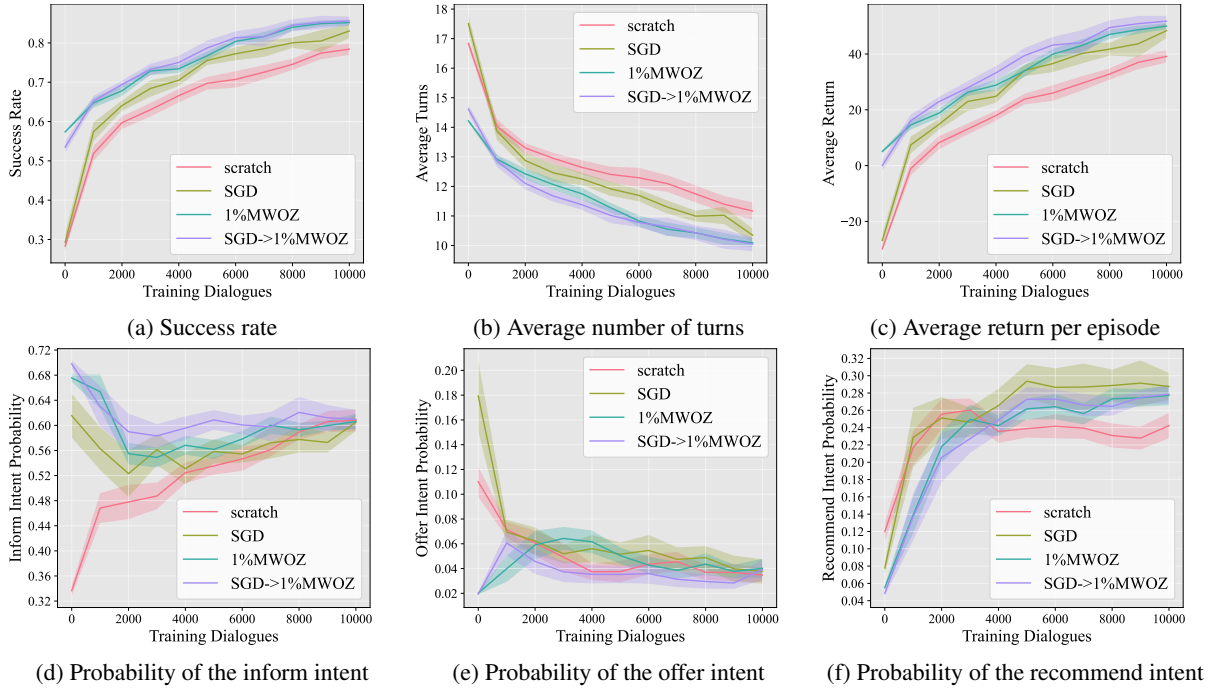 Success Rate
0.8
0.7
0.6
0.5
0.4
0.3
scratch
SGD
1%MWOZ
SGD->1%MWOZ
0 2000 4000 6000 8000 10000
Training Dialogues
(a) Success rate
Average Turns
18
17
16
15
14
13
12
11
10
scratch
SGD
1%MWOZ
SGD->1%MWOZ
0 2000 4000 6000 8000 10000
Training Dialogues
(b) Average number of turns
Average Return
40
20
0
−20
scratch
SGD
1%MWOZ
SGD->1%MWOZ
0 2000 4000 6000 8000 10000
Training Dialogues
(c) Average return per episode
Inform Intent Probability
0.72
0.68
0.64
0.60
0.56
0.52
0.48
0.44
0.40
0.36
0.32
scratch
SGD
1%MWOZ
SGD->1%MWOZ
0 2000 4000 6000 8000 10000
Training Dialogues
(d) Probability of the inform intent
Offer Intent Probability
0.20
0.18
0.16
0.14
0.12
0.10
0.08
0.06
0.04
0.02
scratch
SGD
1%MWOZ
SGD->1%MWOZ
0 2000 4000 6000 8000 10000
Training Dialogues
(e) Probability of the offer intent
Recommend Intent Probability
0.32
0.30
0.28
0.26
0.24
0.22
0.20
0.18
0.16
0.14
0.12
0.10
0.08
0.06
0.04
scratch
SGD
1%MWOZ
SGD->1%MWOZ
0 2000 4000 6000 8000 10000
Training Dialogues
(f) Probability of the recommend intent